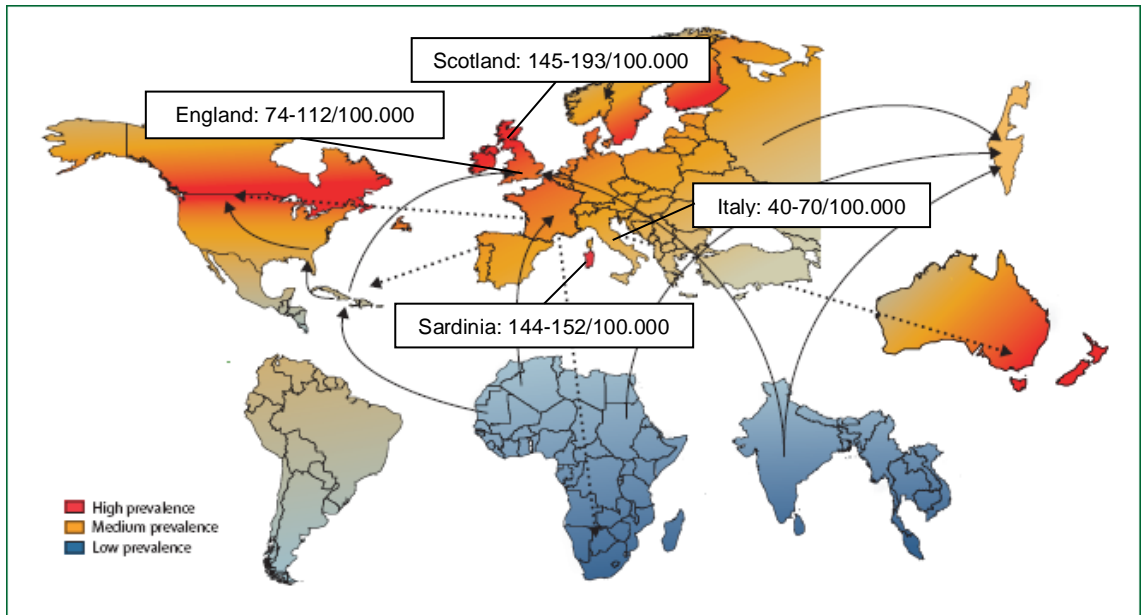 Scotland: 145-193/100.000
England: 74-112/100.000
Italy: 40-70/100.000
Sardinia: 144-152/100.000
High prevalence
Medium prevalence
Low prevalence